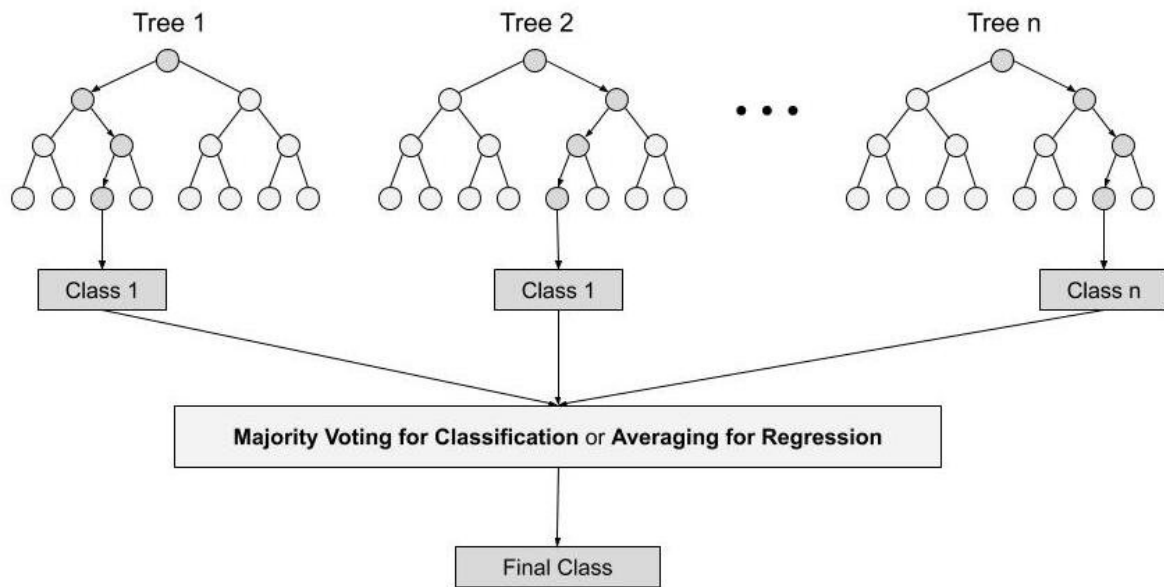 Tree 1
Tree 2
Tree n
Class 1
Class 1
Class n
Majority Voting for Classification or Averaging for Regression
Final Class